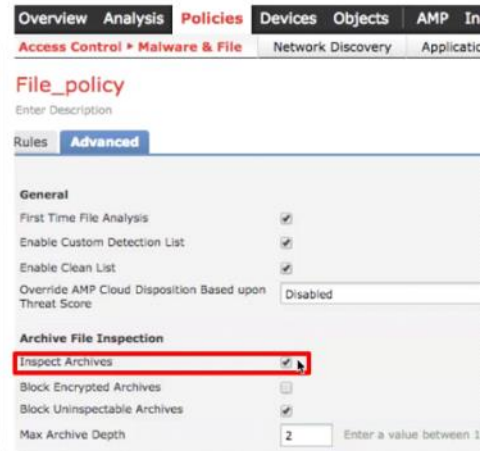 Overview Analysis Policies Devices Objects AMP In
Access Control ▸ Malware & File Network Discovery Applicatio
File_policy
Enter Description
Rules Advanced
General
First Time File Analysis
Enable Custom Detection List
Enable Clean List
Override AMP Cloud Disposition Based upon
Threat Score
Disabled
Archive File Inspection
Inspect Archives
Block Encrypted Archives
Block Uninspectable Archives
Max Archive Depth 2 Enter a value between 1